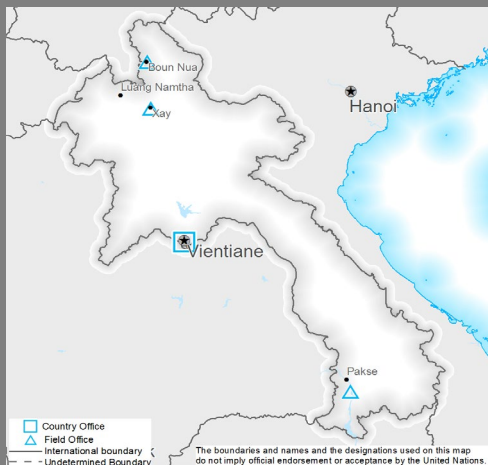 Boun Nua
Luang Namtha
Xay
Hanoi
Vientiane
Pakse
Country Office
Field Office
International boundary
K
Undetermined Boundary
The boundaries and names and the designations used on this map
do not imply official endorsement or acceptance by the United Nations.